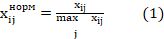 x_ij^норм = x_ij / max_j x_ij (1)